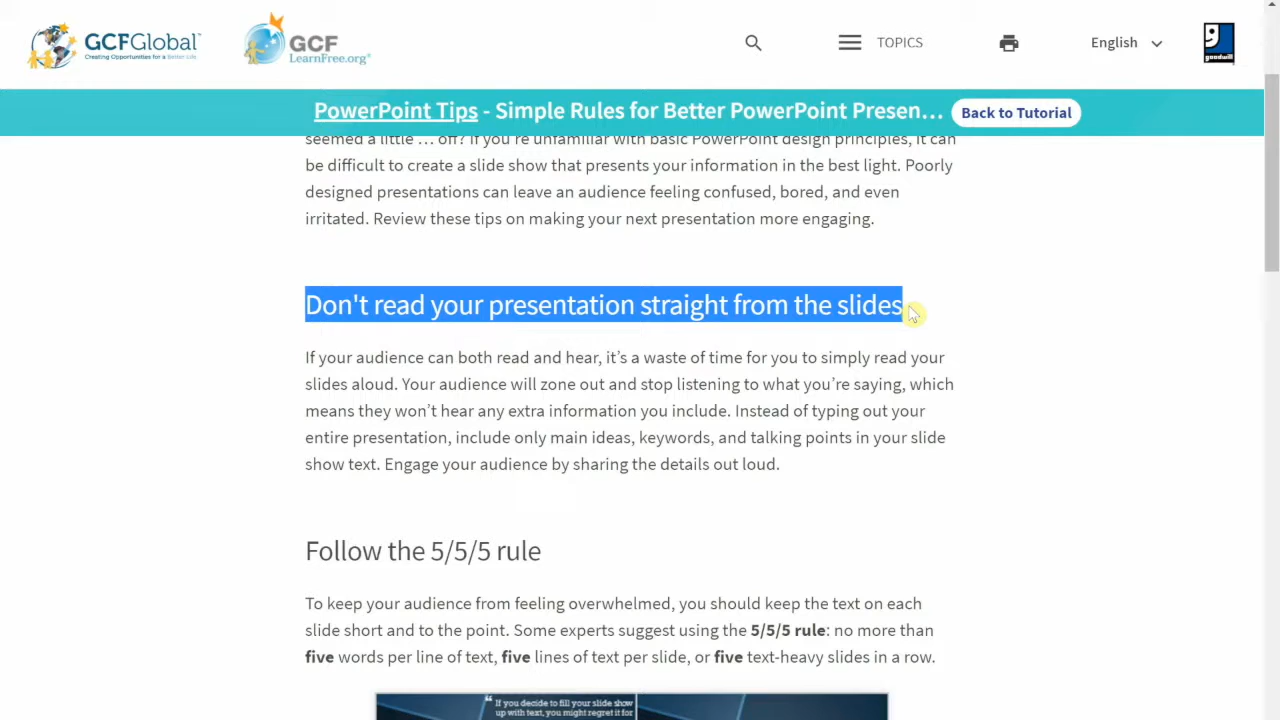 GCFGlobal
Creating Opportunities for a Better Life
GCF
LearnFree.org®
TOPICS
English
goodwill
PowerPoint Tips - Simple Rules for Better PowerPoint Presen...
Back to Tutorial
seemed a little … off? If you're unfamiliar with basic PowerPoint design principles, it can
be difficult to create a slide show that presents your information in the best light. Poorly
designed presentations can leave an audience feeling confused, bored, and even
irritated. Review these tips on making your next presentation more engaging.
Don't read your presentation straight from the slides
If your audience can both read and hear, it’s a waste of time for you to simply read your
slides aloud. Your audience will zone out and stop listening to what you’re saying, which
means they won’t hear any extra information you include. Instead of typing out your
entire presentation, include only main ideas, keywords, and talking points in your slide
show text. Engage your audience by sharing the details out loud.
Follow the 5/5/5 rule
To keep your audience from feeling overwhelmed, you should keep the text on each
slide short and to the point. Some experts suggest using the 5/5/5 rule: no more than
five words per line of text, five lines of text per slide, or five text-heavy slides in a row.
“ If you decide to fill your slide show
up with text, you might regret it for